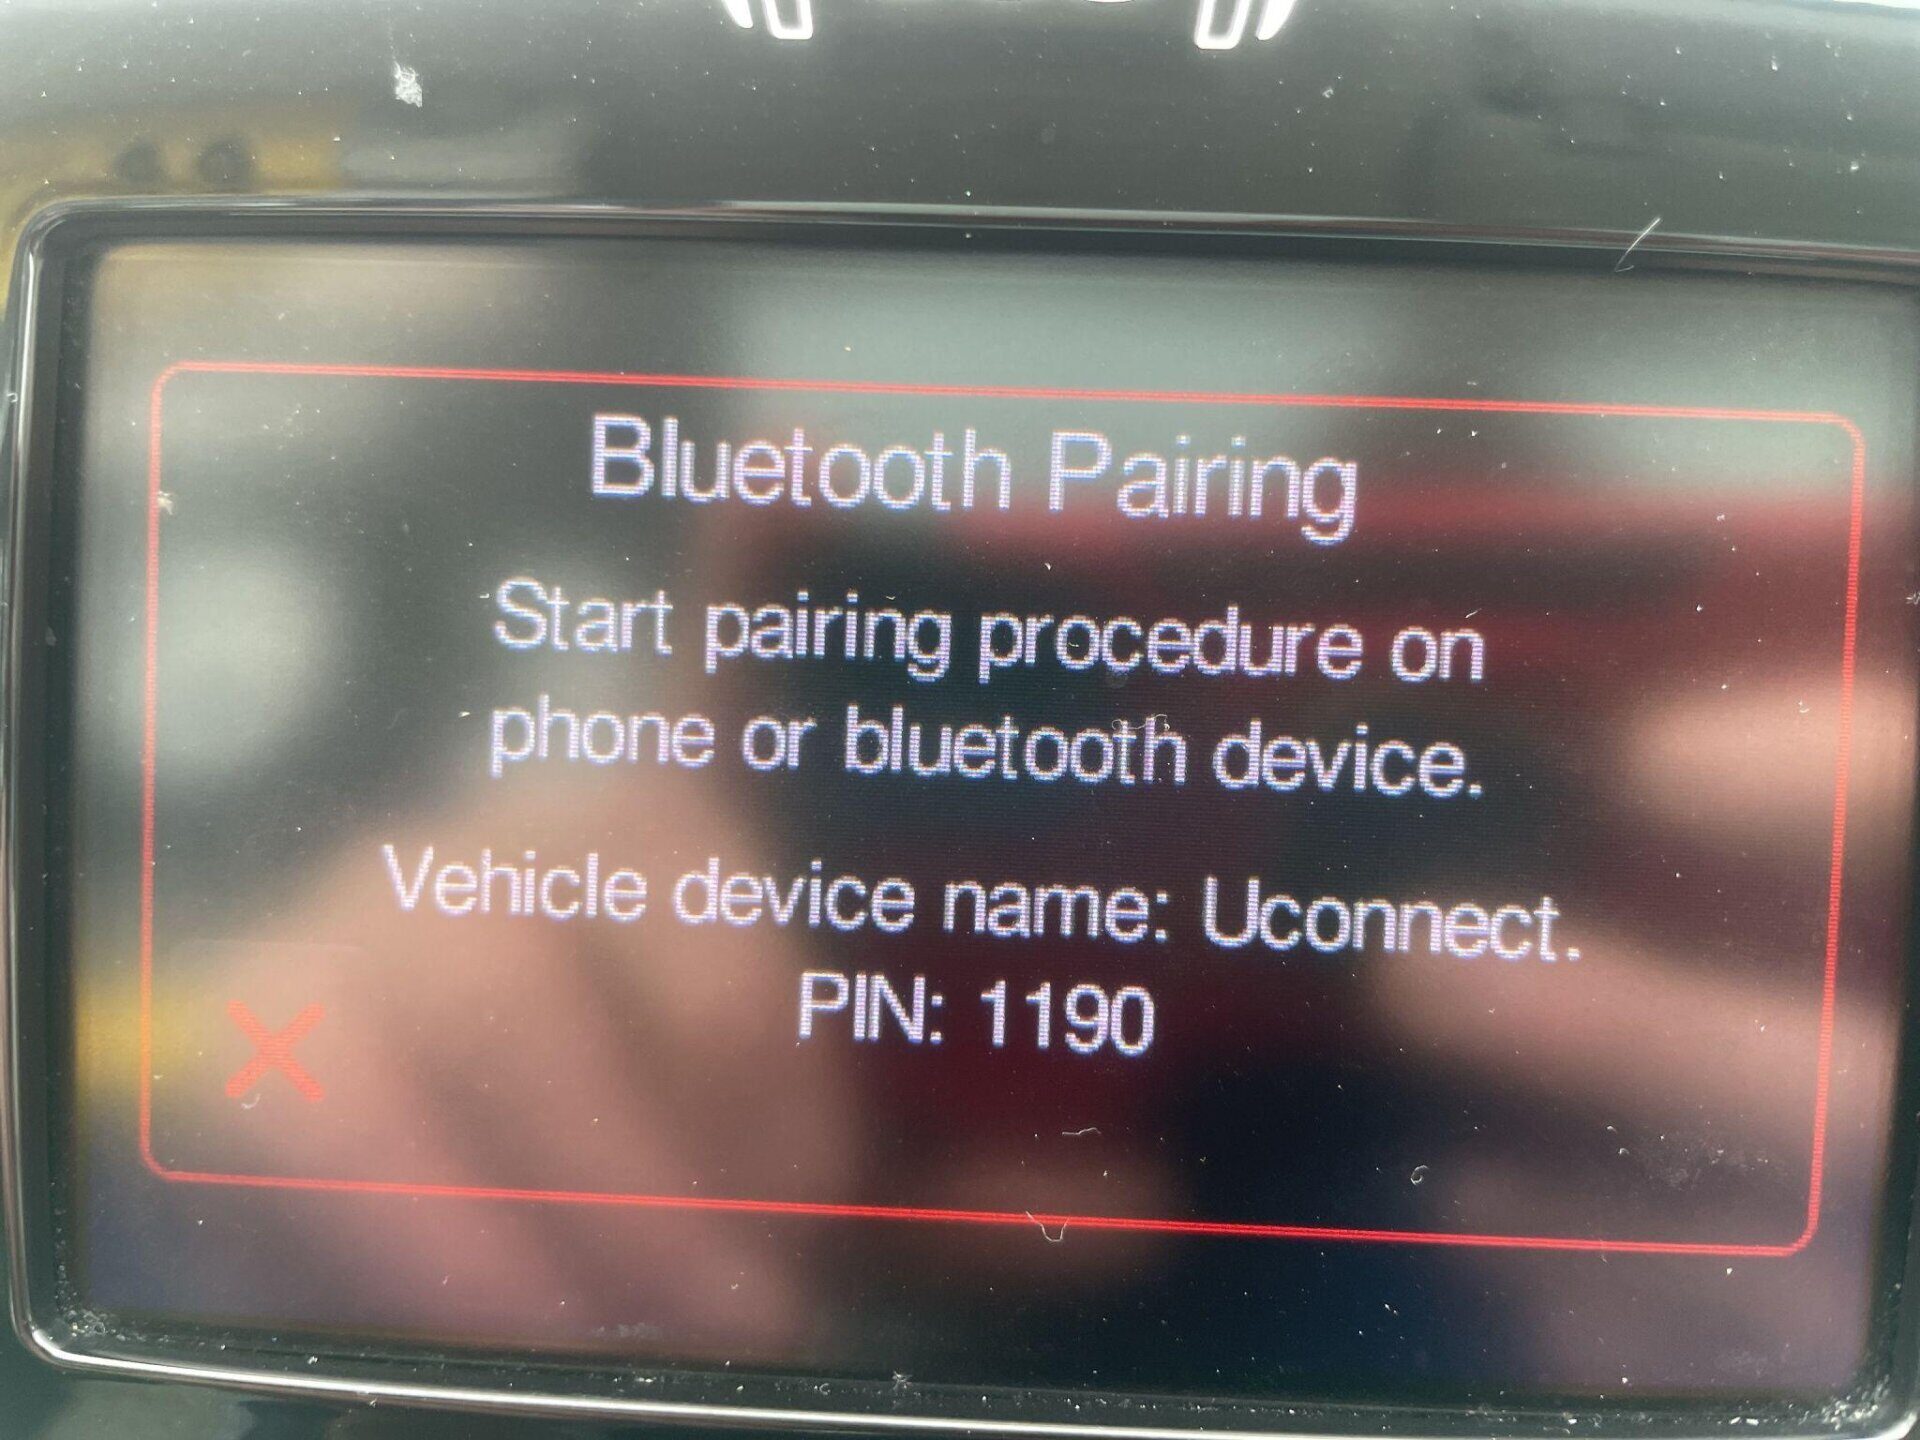 Bluetooth Pairing
Start pairing procedure on
phone or bluetooth device.
Vehicle device name: Uconnect.
PIN: 1190